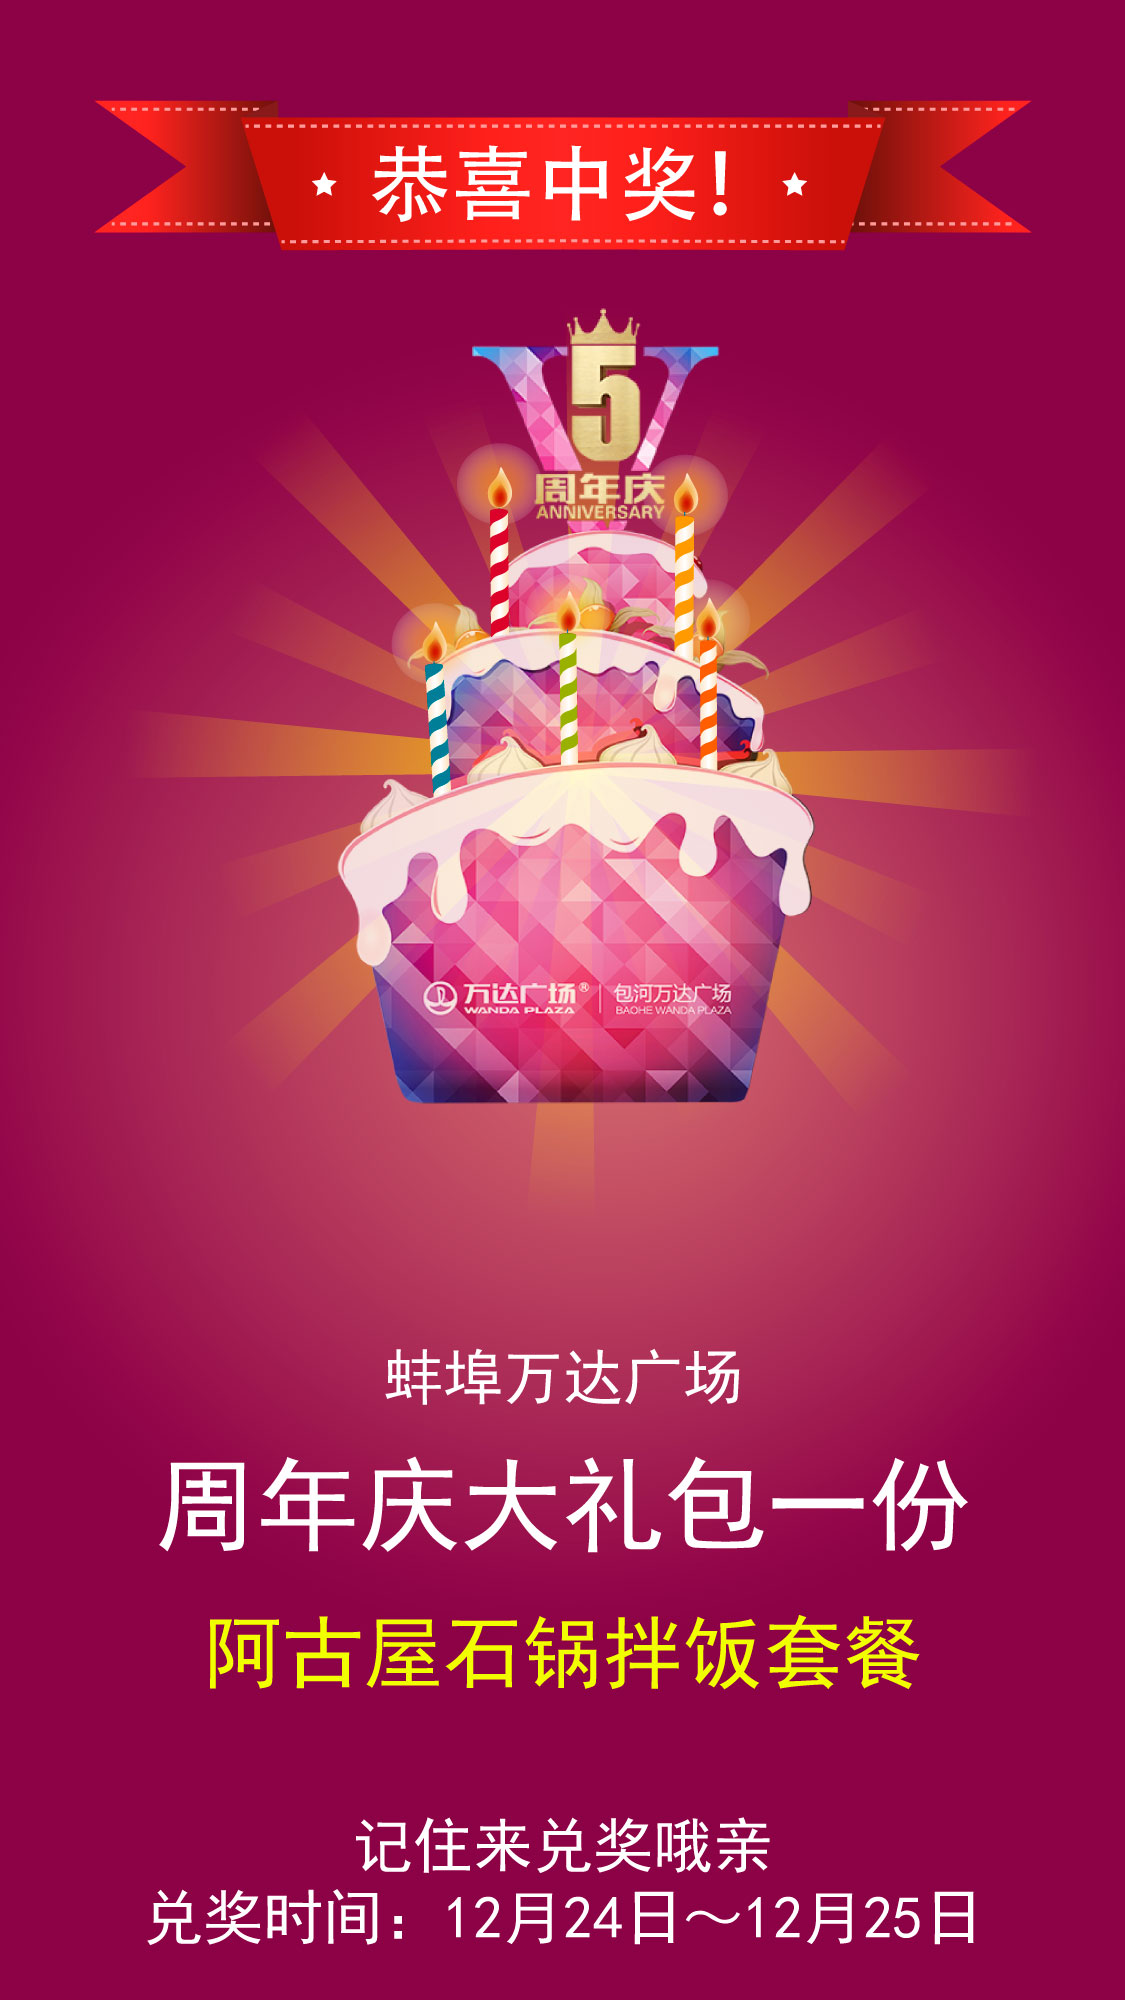 恭喜中奖!
5
周年庆
ANNIVERSARY
万达广场® | 包河万达广场
WANDA PLAZA BAOHE WANDA PLAZA
蚌埠万达广场
周年庆大礼包一份
阿古屋石锅拌饭套餐
记住来兑奖哦亲
兑奖时间：12月24日～12月25日